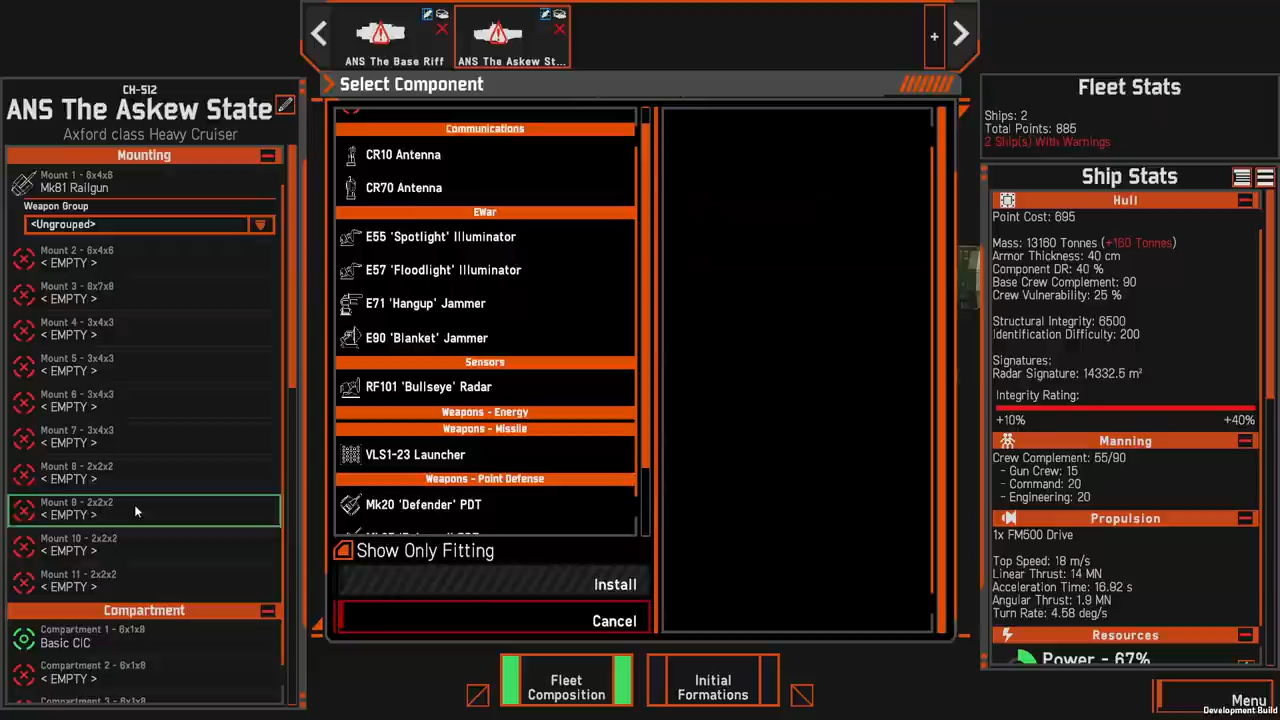 ANS The Base Riff
ANS The Askew St...
+
Select Component
CH-512
ANS The Askew State
Axford class Heavy Cruiser
Mounting
Mount 1 - 6x4x6
Mk81 Railgun
Weapon Group
<Ungrouped>
Mount 2 - 6x4x6
< EMPTY >
Mount 3 - 8x7x8
< EMPTY >
Mount 4 - 3x4x3
< EMPTY >
Mount 5 - 3x4x3
< EMPTY >
Mount 6 - 3x4x3
< EMPTY >
Mount 7 - 3x4x3
< EMPTY >
Mount 8 - 2x2x2
< EMPTY >
Mount 9 - 2x2x2
< EMPTY >
Mount 10 - 2x2x2
< EMPTY >
Mount 11 - 2x2x2
< EMPTY >
Compartment
Compartment 1 - 6x1x8
Basic CIC
Compartment 2 - 6x1x8
< EMPTY >
Compartment 3 - 6x1x8
Communications
CR10 Antenna
CR70 Antenna
EWar
E55 'Spotlight' Illuminator
E57 'Floodlight' Illuminator
E71 'Hangup' Jammer
E90 'Blanket' Jammer
Sensors
RF101 'Bullseye' Radar
Weapons - Energy
Weapons - Missile
VLS1-23 Launcher
Weapons - Point Defense
Mk20 'Defender' PDT
Show Only Fitting
Install
Cancel
Fleet Composition
Initial Formations
Fleet Stats
Ships: 2
Total Points: 885
2 Ship(s) With Warnings
Ship Stats
Hull
Point Cost: 695
Mass: 13160 Tonnes (+160 Tonnes)
Armor Thickness: 40 cm
Component DR: 40 %
Base Crew Complement: 90
Crew Vulnerability: 25 %
Structural Integrity: 6500
Identification Difficulty: 200
Signatures:
Radar Signature: 14332.5 m²
Integrity Rating:
+10% +40%
Manning
Crew Complement: 55/90
- Gun Crew: 15
- Command: 20
- Engineering: 20
Propulsion
1x FM500 Drive
Top Speed: 18 m/s
Linear Thrust: 14 MN
Acceleration Time: 16.92 s
Angular Thrust: 1.9 MN
Turn Rate: 4.58 deg/s
Resources
Power - 67%
Menu
Development Build